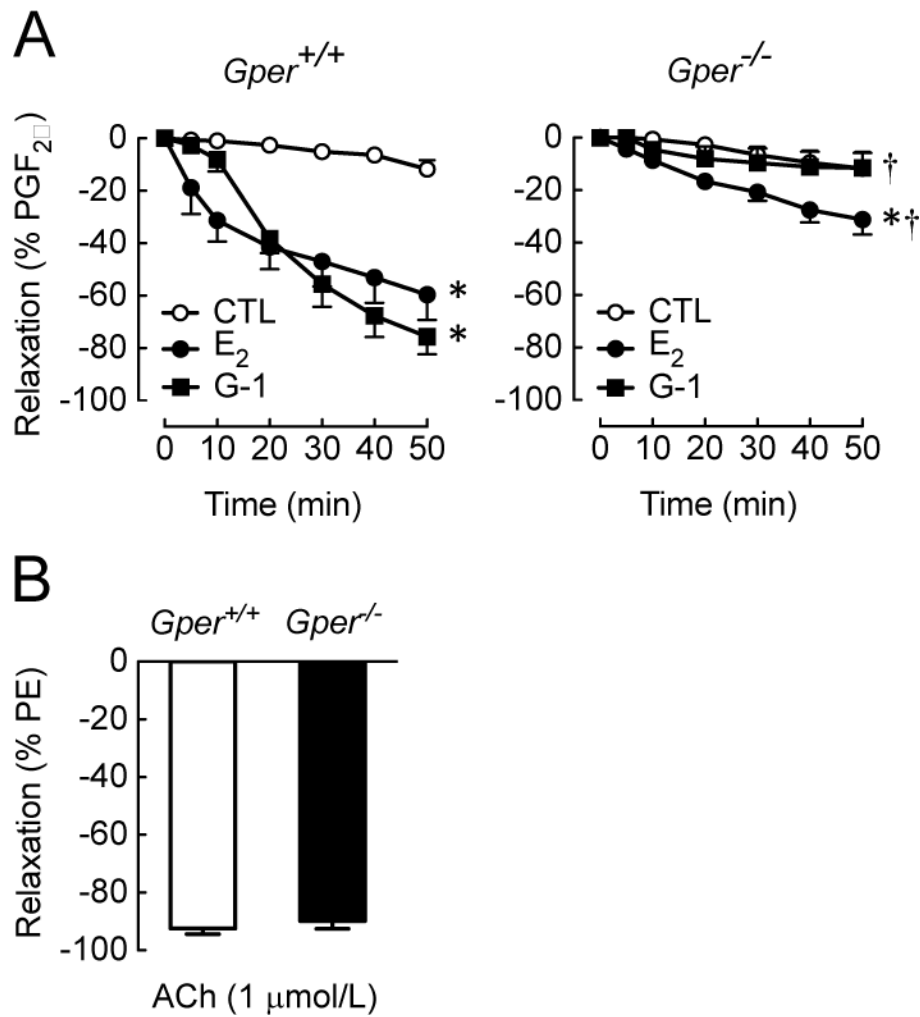 A
Gper+/+ Gper-/-
Relaxation (% PGF2□)
0 0
-20 -20
-40 -40
-60 -60
-80 -80
-100 -100
CTL CTL
E2 E2
G-1 G-1
* †
* *†
0 10 20 30 40 50 0 10 20 30 40 50
Time (min) Time (min)
B
Gper+/+ Gper-/-
Relaxation (% PE)
0
-20
-40
-60
-80
-100
ACh (1 μmol/L)